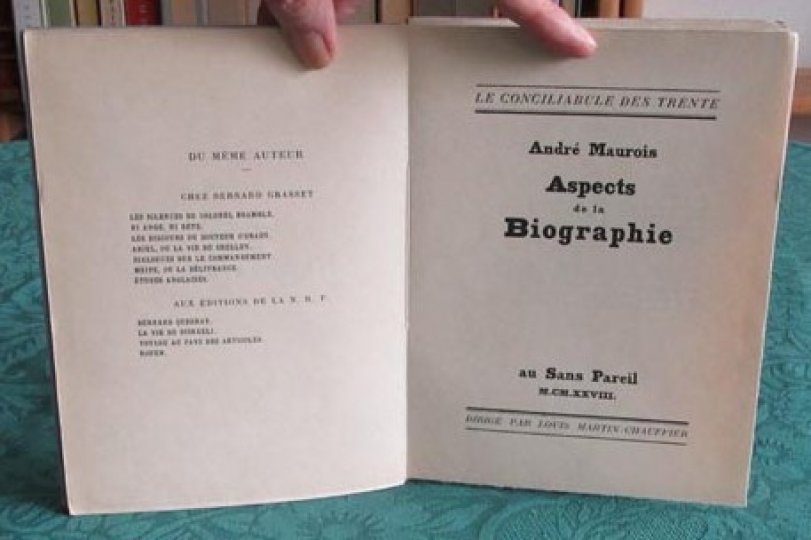 DU MÊME AUTEUR
CHEZ BERNARD GRASSET
LES SILENCES DU COLONEL BRAMBLE.
NI ANGE, NI BÊTE.
LES DISCOURS DU DOCTEUR O'GRADY.
ARIEL, OU LA VIE DE SHELLEY.
DIALOGUES SUR LE COMMANDEMENT.
MEIPE, OU LA DÉLIVRANCE.
ÉTUDES ANGLAISES.
AUX ÉDITIONS DE LA N. R. F.
BERNARD QUESNAY.
LA VIE DE DISRAELI.
VOYAGE AU PAYS DES ARTICOLES.
ROUEN.
LE CONCILIABULE DES TRENTE
André Maurois
Aspects
de la
Biographie
au Sans Pareil
M.CM.XXVIII.
DIRIGÉ PAR LOUIS MARTIN-CHAUFFIER